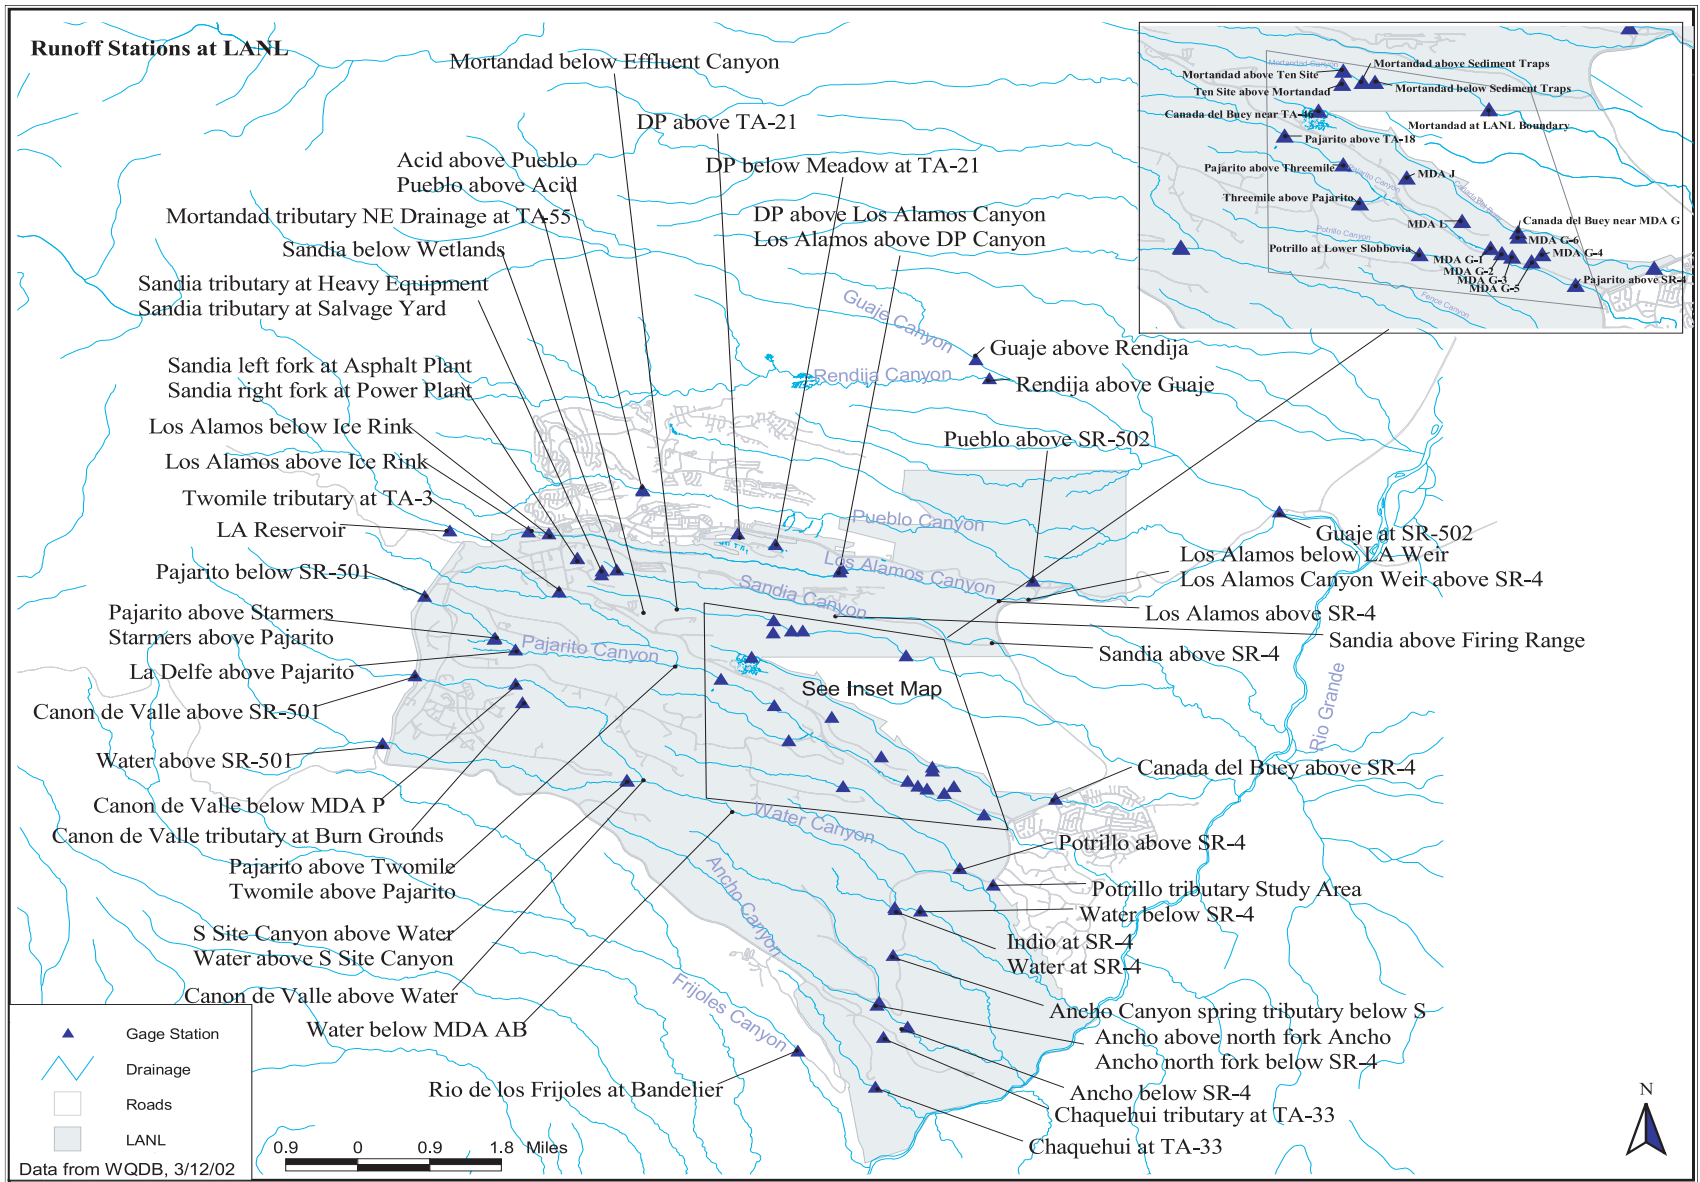 Runoff Stations at LANL
Mortandad below Effluent Canyon
DP above TA-21
DP below Meadow at TA-21
Acid above Pueblo
Pueblo above Acid
Mortandad tributary NE Drainage at TA-55
DP above Los Alamos Canyon
Los Alamos above DP Canyon
Sandia below Wetlands
Sandia tributary at Heavy Equipment
Sandia tributary at Salvage Yard
Sandia left fork at Asphalt Plant
Sandia right fork at Power Plant
Los Alamos below Ice Rink
Los Alamos above Ice Rink
Twomile tributary at TA-3
LA Reservoir
Pajarito below SR-501
Pajarito above Starmers
Starmers above Pajarito
La Delfe above Pajarito
Canon de Valle above SR-501
Water above SR-501
Canon de Valle below MDA P
Canon de Valle tributary at Burn Grounds
Pajarito above Twomile
Twomile above Pajarito
S Site Canyon above Water
Water above S Site Canyon
Canon de Valle above Water
Water below MDA AB
Rio de los Frijoles at Bandelier
Guaje Canyon
Rendija Canyon
Pueblo Canyon
Los Alamos Canyon
Sandia Canyon
Pajarito Canyon
Water Canyon
Ancho Canyon
Frijoles Canyon
Rio Grande
See Inset Map
Guaje above Rendija
Rendija above Guaje
Pueblo above SR-502
Guaje at SR-502
Los Alamos below LA Weir
Los Alamos Canyon Weir above SR-4
Los Alamos above SR-4
Sandia above Firing Range
Sandia above SR-4
Canada del Buey above SR-4
Potrillo above SR-4
Potrillo tributary Study Area
Water below SR-4
Indio at SR-4
Water at SR-4
Ancho Canyon spring tributary below S
Ancho above north fork Ancho
Ancho north fork below SR-4
Ancho below SR-4
Chaquehui tributary at TA-33
Chaquehui at TA-33
Mortandad Canyon
Mortandad above Sediment Traps
Mortandad above Ten Site
Mortandad below Sediment Traps
Ten Site above Mortandad
Canada del Buey near TA-46
Mortandad at LANL Boundary
Pajarito above TA-18
Pajarito above Threemile
Pajarito Canyon
MDA J
Canada del Buey
Threemile above Pajarito
MDA L
Canada del Buey near MDA G
Potrillo Canyon
MDA G-6
Potrillo at Lower Slobbovia
MDA G-4
MDA G-1
MDA G-2
MDA G-3
MDA G-5
Pajarito above SR-4
Fence Canyon
Gage Station
Drainage
Roads
LANL
Data from WQDB, 3/12/02
0.9 0 0.9 1.8 Miles
N